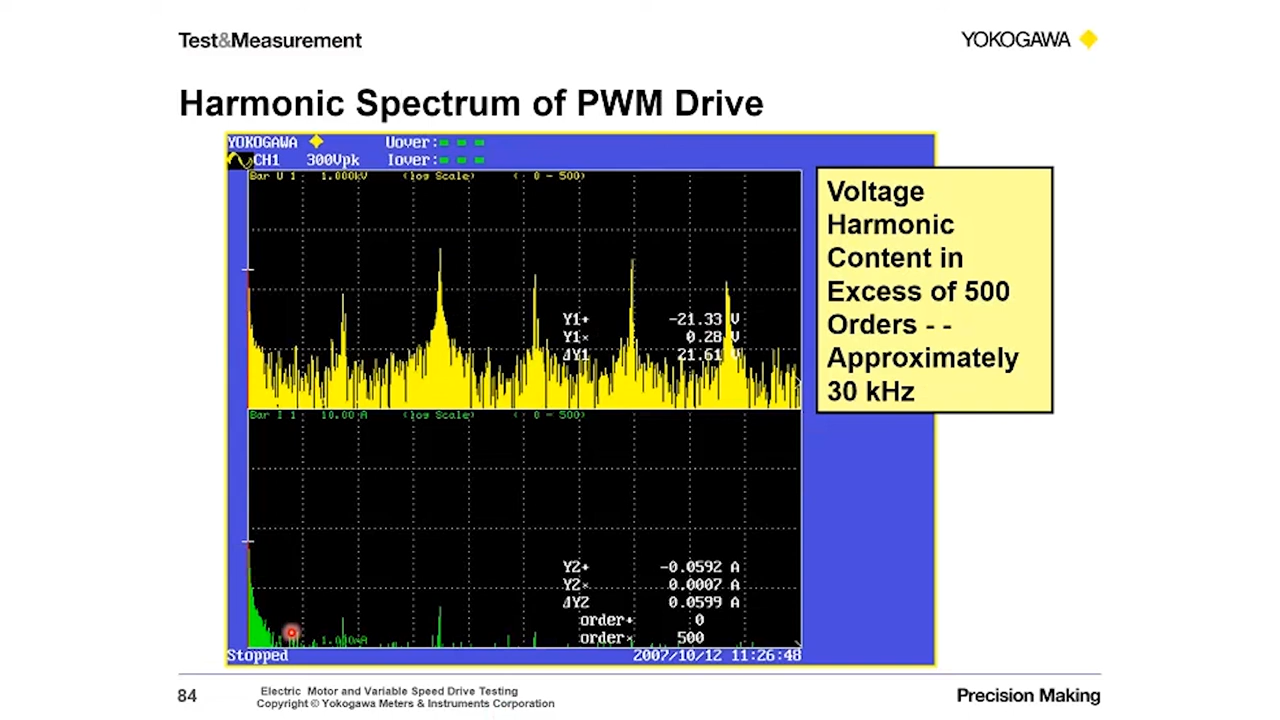 Test&Measurement
YOKOGAWA
Harmonic Spectrum of PWM Drive
YOKOGAWA
Uover:
CH1 300Vpk Iover:
Bar U 1 1.000kV (log Scale) ( 0 - 500)
Y1+ -21.33 V
Y1× 0.28 V
ΔY1 21.61 V
Bar I 1 10.00 A (log Scale) ( 0 - 500)
Y2+ -0.0592 A
Y2× 0.0007 A
ΔY2 0.0599 A
order+ 0
order× 500
1.000mA
Stopped 2007/10/12 11:26:48
Voltage
Harmonic
Content in
Excess of 500
Orders - -
Approximately
30 kHz
84
Electric Motor and Variable Speed Drive Testing
Copyright © Yokogawa Meters & Instruments Corporation
Precision Making